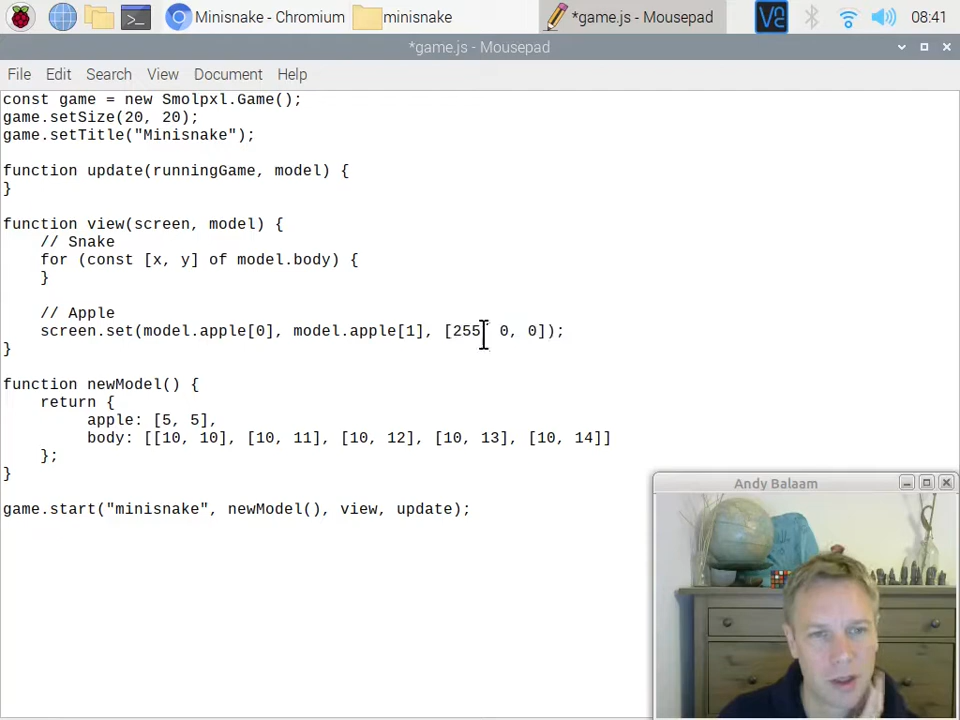 Minisnake - Chromium
minisnake
*game.js - Mousepad
08:41
*game.js - Mousepad
File Edit Search View Document Help
const game = new Smolpxl.Game();
game.setSize(20, 20);
game.setTitle("Minisnake");
function update(runningGame, model) {
}
function view(screen, model) {
// Snake
for (const [x, y] of model.body) {
}
// Apple
screen.set(model.apple[0], model.apple[1], [255, 0, 0]);
}
function newModel() {
return {
apple: [5, 5],
body: [[10, 10], [10, 11], [10, 12], [10, 13], [10, 14]]
};
}
game.start("minisnake", newModel(), view, update);
Andy Balaam